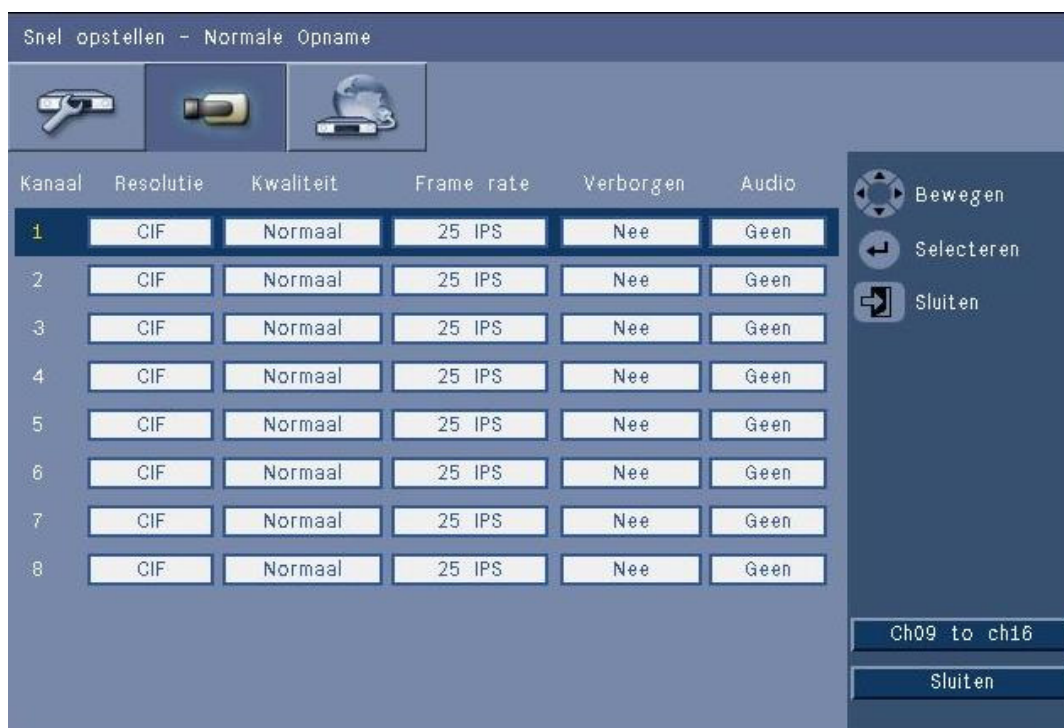 Snel opstellen - Normale Opname
Kanaal Resolutie Kwaliteit Frame rate Verborgen Audio
1 CIF Normaal 25 IPS Nee Geen
2 CIF Normaal 25 IPS Nee Geen
3 CIF Normaal 25 IPS Nee Geen
4 CIF Normaal 25 IPS Nee Geen
5 CIF Normaal 25 IPS Nee Geen
6 CIF Normaal 25 IPS Nee Geen
7 CIF Normaal 25 IPS Nee Geen
8 CIF Normaal 25 IPS Nee Geen
Bewegen
Selecteren
Sluiten
Ch09 to ch16
Sluiten